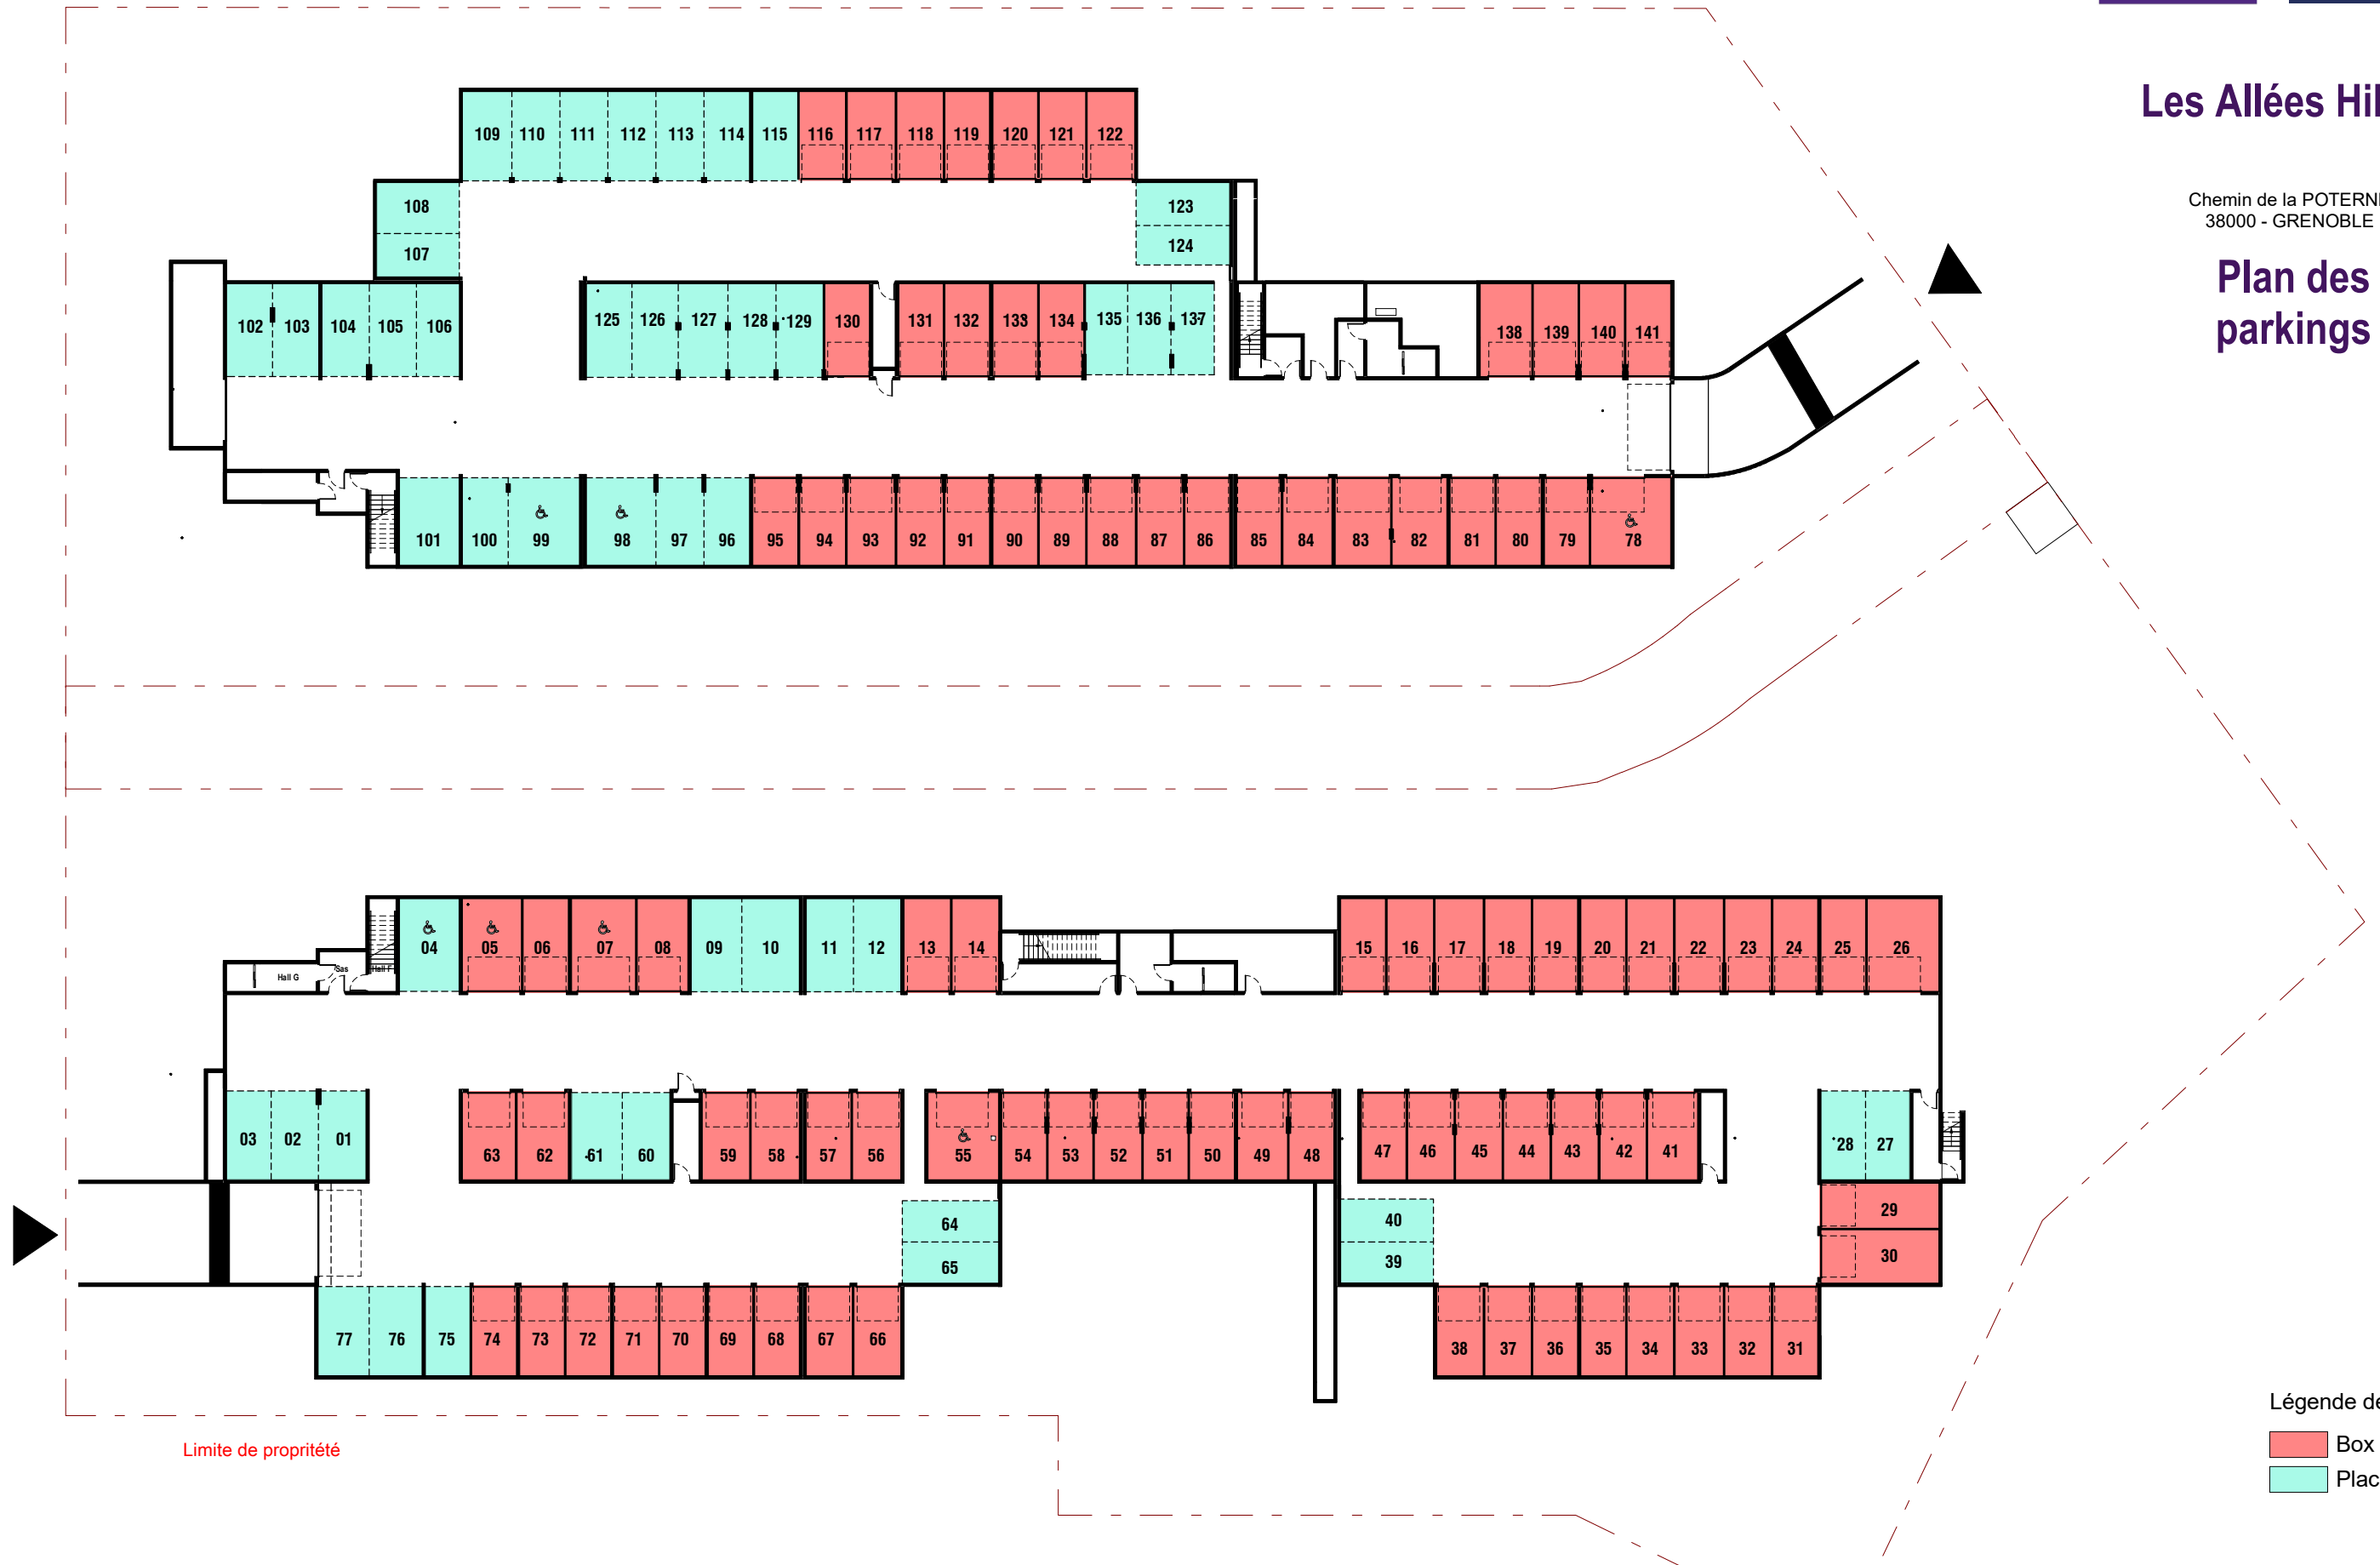 Les Allées Hil
Chemin de la POTERN
38000 - GRENOBLE
Plan des
parkings
109 110 111 112 113 114 115 116 117 118 119 120 121 122
108
107
123
124
102 103 104 105 106 125 126 127 128 129 130 131 132 133 134 135 136 137 138 139 140 141
101 100 99 98 97 96 95 94 93 92 91 90 89 88 87 86 85 84 83 82 81 80 79 78
04 05 06 07 08 09 10 11 12 13 14 15 16 17 18 19 20 21 22 23 24 25 26
Hall G Sas Hall F
03 02 01 63 62 61 60 59 58 57 56 55 54 53 52 51 50 49 48 47 46 45 44 43 42 41 28 27
64
65
40
39
29
30
77 76 75 74 73 72 71 70 69 68 67 66 38 37 36 35 34 33 32 31
Limite de propritété
Légende de
Box
Plac